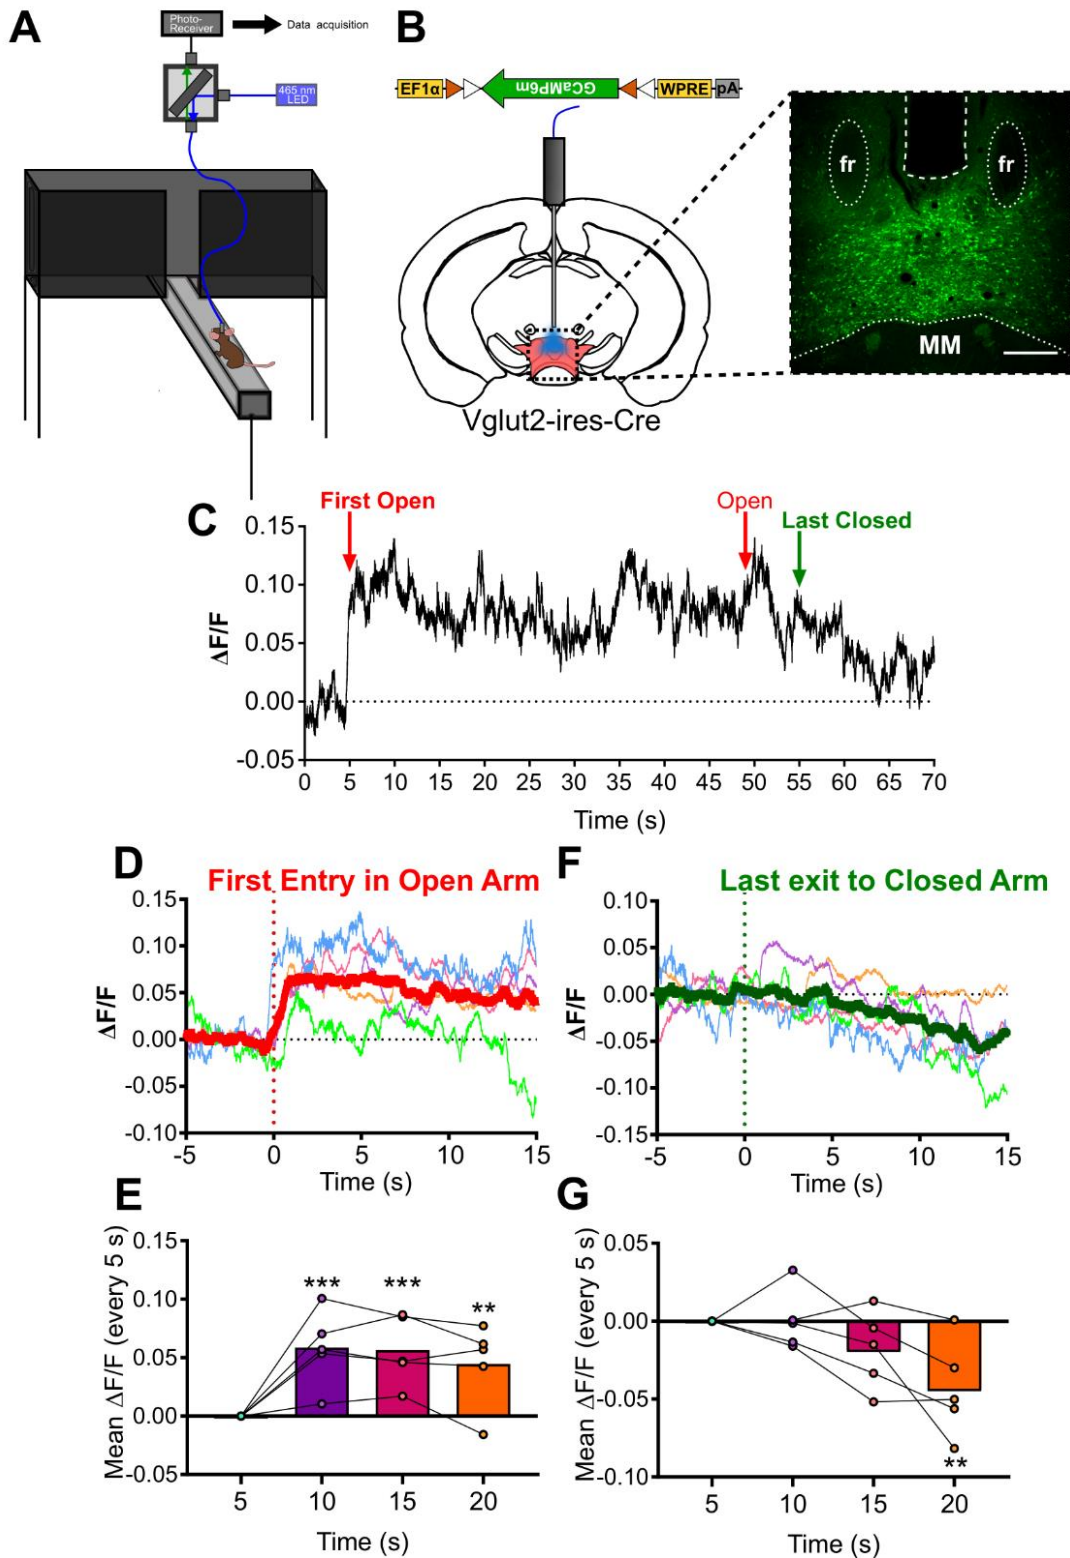 A
Photo-
Receiver
Data acquisition
465 nm
LED
B
EF1α
GCaMP6m
WPRE
pA
fr
fr
MM
Vglut2-ires-Cre
C
First Open
Open
Last Closed
0.15
0.10
0.05
0.00
-0.05
ΔF/F
0 5 10 15 20 25 30 35 40 45 50 55 60 65 70
Time (s)
D
First Entry in Open Arm
0.15
0.10
0.05
0.00
-0.05
-0.10
ΔF/F
-5 0 5 10 15
Time (s)
F
Last exit to Closed Arm
0.10
0.05
0.00
-0.05
-0.10
-0.15
ΔF/F
-5 0 5 10 15
Time (s)
E
Mean ΔF/F (every 5 s)
0.15
0.10
0.05
0.00
-0.05
*** *** **
5 10 15 20
Time (s)
G
Mean ΔF/F (every 5 s)
0.05
0.00
-0.05
-0.10
**
5 10 15 20
Time (s)